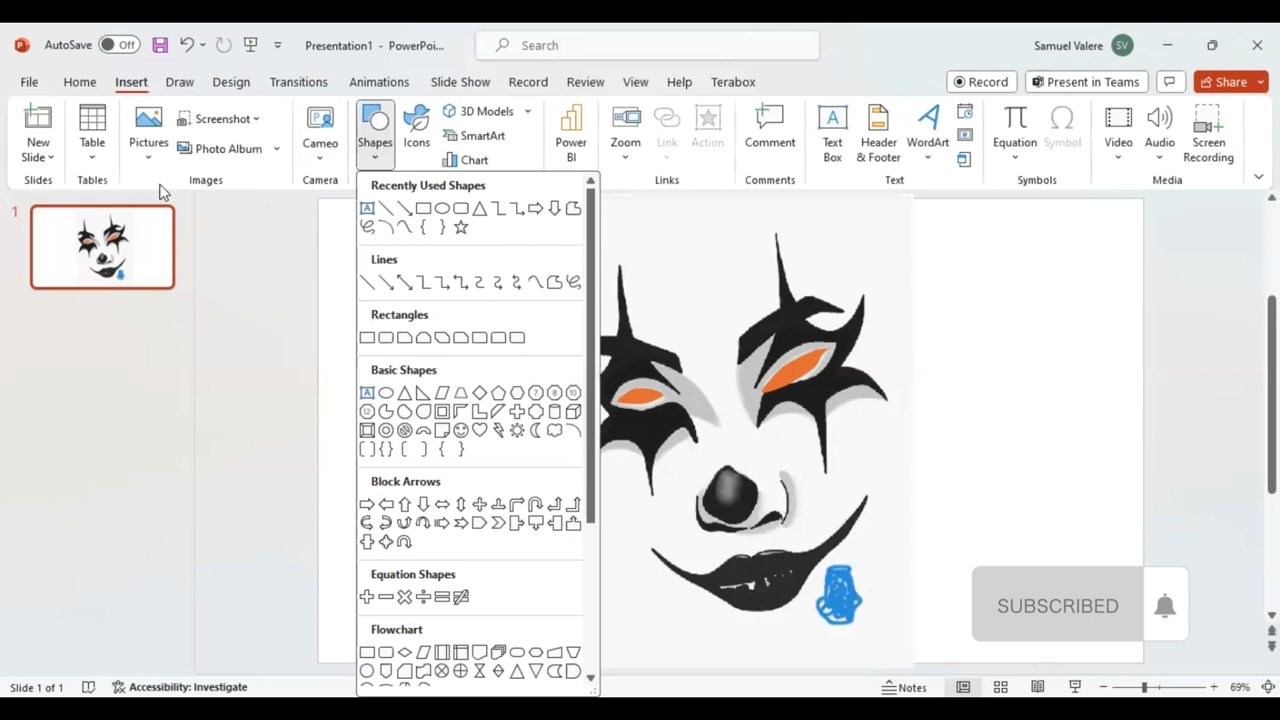 AutoSave Off Presentation1 - PowerPoi... Search Samuel Valere SV
File Home Insert Draw Design Transitions Animations Slide Show Record Review View Help Terabox Record Present in Teams Share
New Slide Table Pictures Screenshot Photo Album Cameo Shapes Icons 3D Models SmartArt Chart Power BI Zoom Link Action Comment Text Box Header & Footer WordArt Equation Symbol Video Audio Screen Recording
Slides Tables Images Camera Links Comments Text Symbols Media
1
Recently Used Shapes
Lines
Rectangles
Basic Shapes
Block Arrows
Equation Shapes
Flowchart
SUBSCRIBED
Slide 1 of 1 Accessibility: Investigate Notes 69%